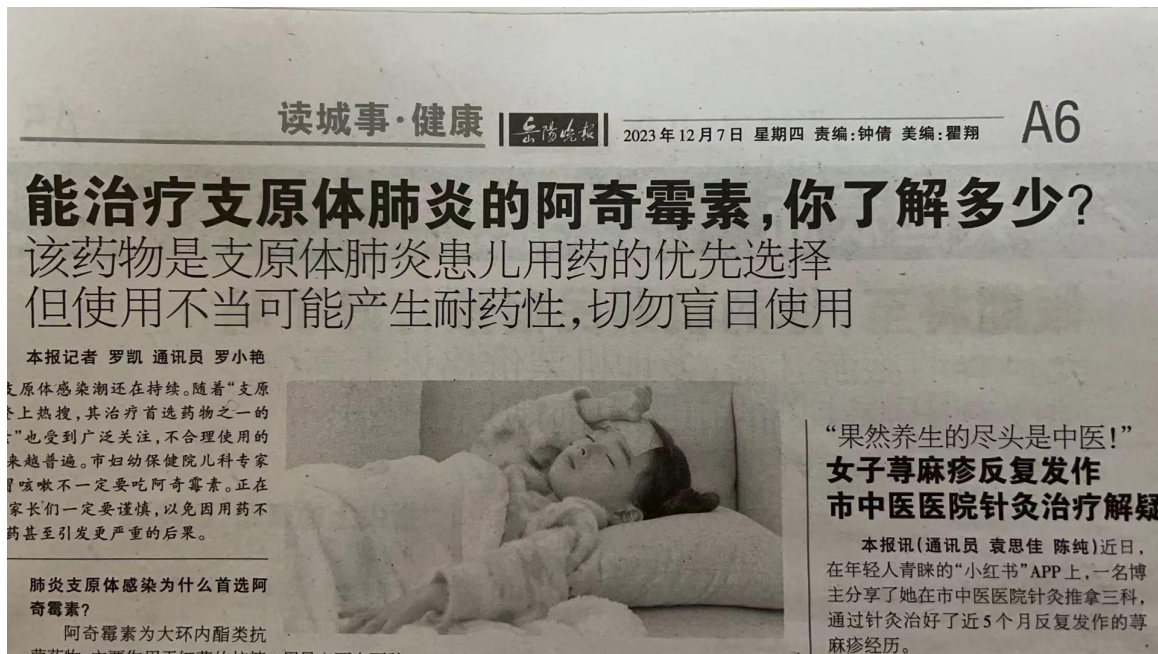 读城事·健康
岳陽晚報
2023年12月7日 星期四 责编:钟倩 美编:瞿翔
A6
能治疗支原体肺炎的阿奇霉素,你了解多少?
该药物是支原体肺炎患儿用药的优先选择
但使用不当可能产生耐药性,切勿盲目使用
本报记者 罗凯 通讯员 罗小艳
支原体感染潮还在持续。随着“支原
上热搜,其治疗首选药物之一的
”也受到广泛关注,不合理使用的
来越普遍。市妇幼保健院儿科专家
冒咳嗽不一定要吃阿奇霉素。正在
家长们一定要谨慎,以免因用药不
药甚至引发更严重的后果。
肺炎支原体感染为什么首选阿
奇霉素?
阿奇霉素为大环内酯类抗
“果然养生的尽头是中医!”
女子荨麻疹反复发作
市中医医院针灸治疗解疑
本报讯(通讯员 袁思佳 陈纯)近日,
在年轻人青睐的“小红书”APP上,一名博
主分享了她在市中医医院针灸推拿三科,
通过针灸治好了近5个月反复发作的荨
麻疹经历。